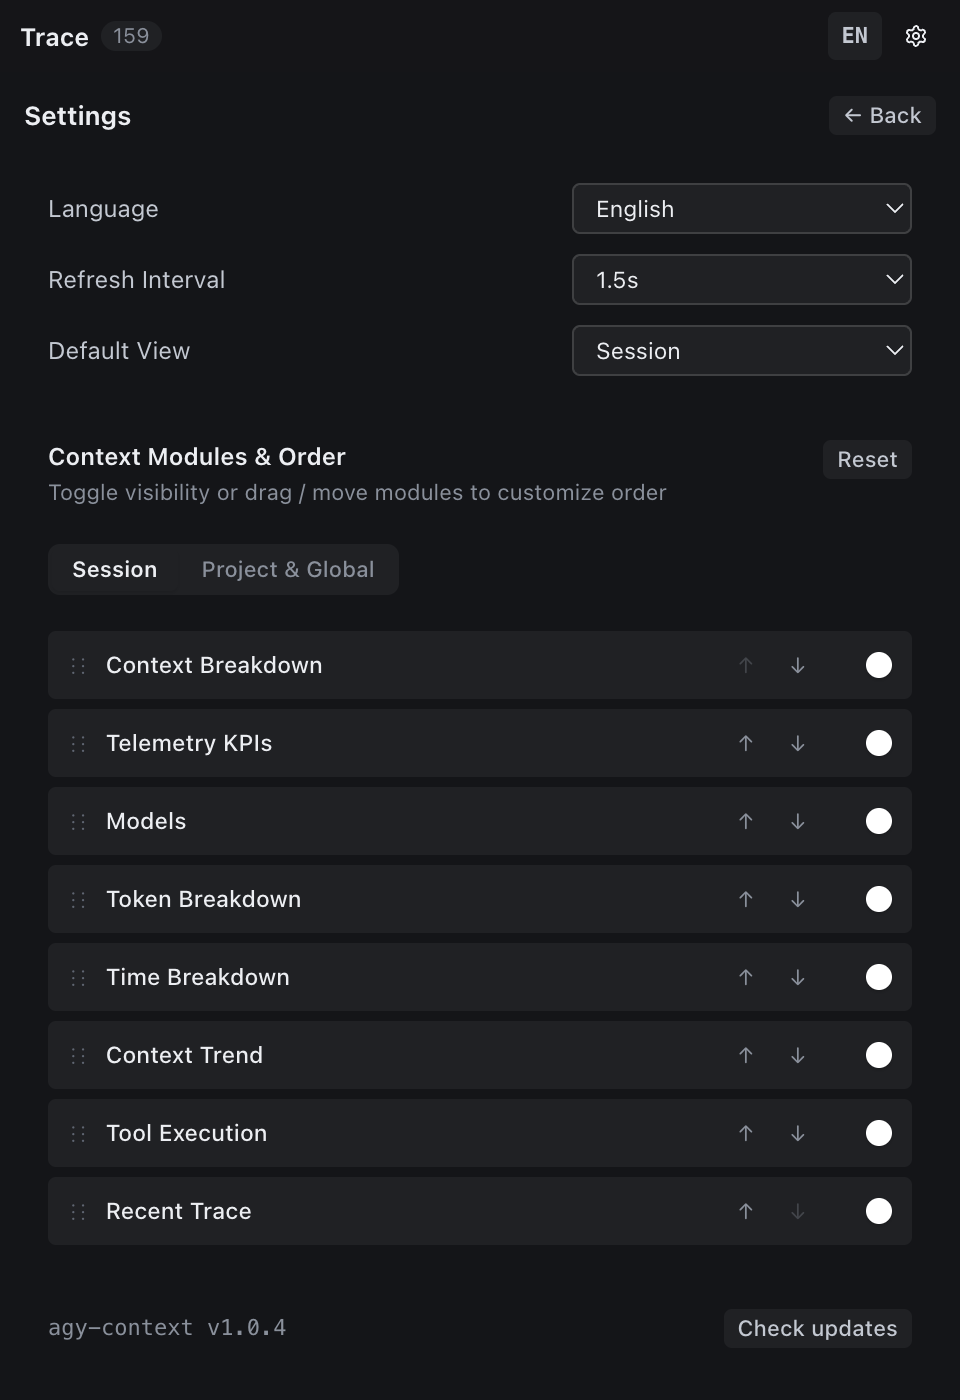 Trace 159 EN
Settings ← Back
Language English
Refresh Interval 1.5s
Default View Session
Context Modules & Order Reset
Toggle visibility or drag / move modules to customize order
Session Project & Global
Context Breakdown ↑ ↓
Telemetry KPIs ↑ ↓
Models ↑ ↓
Token Breakdown ↑ ↓
Time Breakdown ↑ ↓
Context Trend ↑ ↓
Tool Execution ↑ ↓
Recent Trace ↑ ↓
agy-context v1.0.4 Check updates